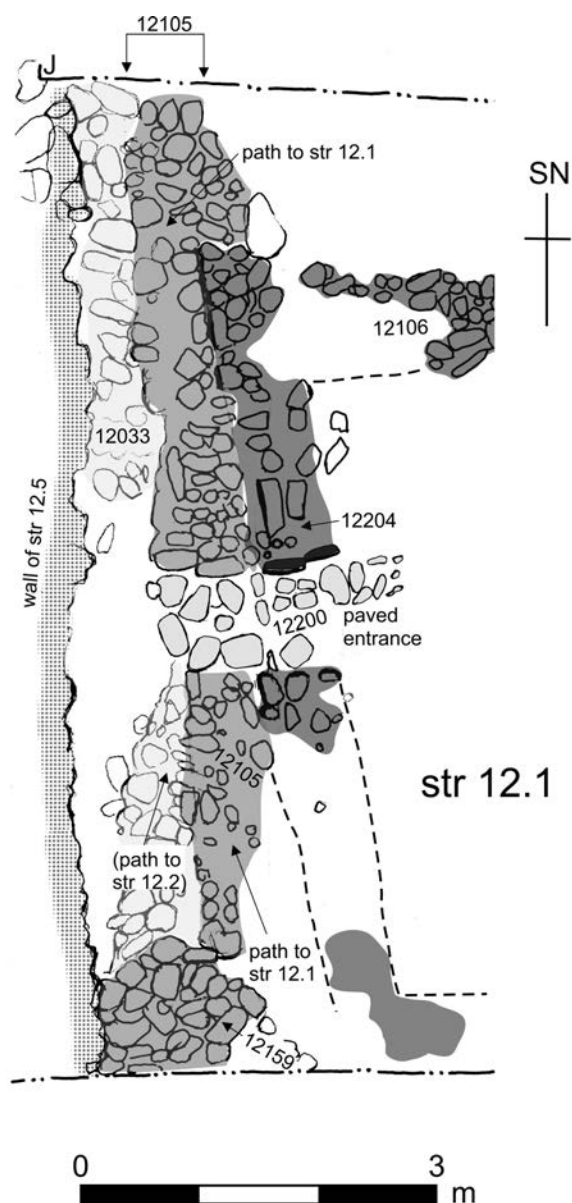 12105
J
path to str 12.1
SN
12106
12033
12204
wall of str 12.5
12200
paved
entrance
12105
str 12.1
(path to
str 12.2)
path to
str 12.1
12159
0
3
m